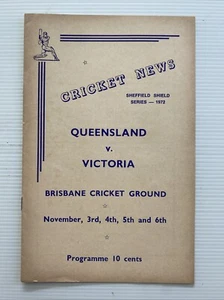 CRICKET NEWS
SHEFFIELD SHIELD
SERIES — 1972
QUEENSLAND
v.
VICTORIA
BRISBANE CRICKET GROUND
November, 3rd, 4th, 5th and 6th
Programme 10 cents